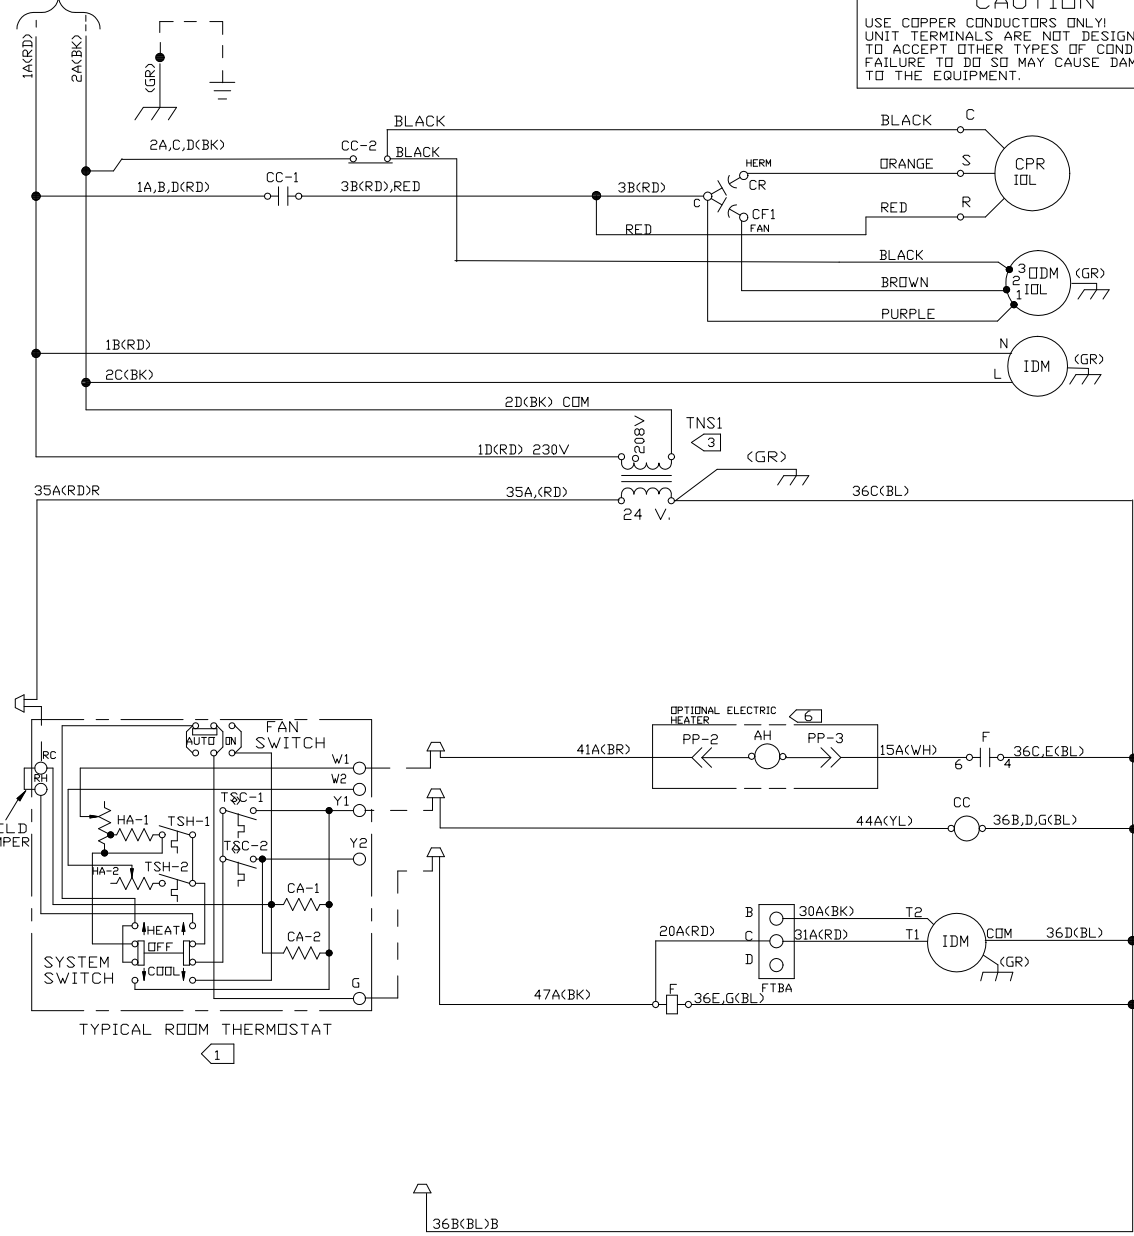 CAUTION
USE COPPER CONDUCTORS ONLY!
UNIT TERMINALS ARE NOT DESIGN
TO ACCEPT OTHER TYPES OF COND
FAILURE TO DO SO MAY CAUSE DAM
TO THE EQUIPMENT.
1A(RD)
2A(BK)
(GR)
2A,C,D(BK)
CC-2
BLACK
BLACK
BLACK
C
1A,B,D(RD)
CC-1
3B(RD),RED
3B(RD)
C
HERM
CR
CF1
FAN
ORANGE
S
CPR
IOL
RED
R
RED
BLACK
BROWN
PURPLE
3
2
1
ODM
IOL
(GR)
1B(RD)
N
2C(BK)
L
IDM
(GR)
2D(BK) COM
208V
TNS1
3
1D(RD) 230V
(GR)
35A(RD)R
35A,(RD)
24 V.
36C(BL)
RC
RH
ELD
MPER
AUTO
ON
FAN
SWITCH
W1
W2
Y1
Y2
G
HA-1
TSH-1
TSC-1
TSC-2
HA-2
TSH-2
CA-1
CA-2
HEAT
OFF
COOL
SYSTEM
SWITCH
TYPICAL ROOM THERMOSTAT
1
OPTIONAL ELECTRIC
HEATER
6
41A(BR)
PP-2
AH
PP-3
15A(WH)
F
6
4
36C,E(BL)
CC
44A(YL)
36B,D,G(BL)
20A(RD)
B
C
D
FTBA
30A(BK)
T2
31A(RD)
T1
IDM
COM
36D(BL)
(GR)
47A(BK)
F
36E,G(BL)
36B(BL)B